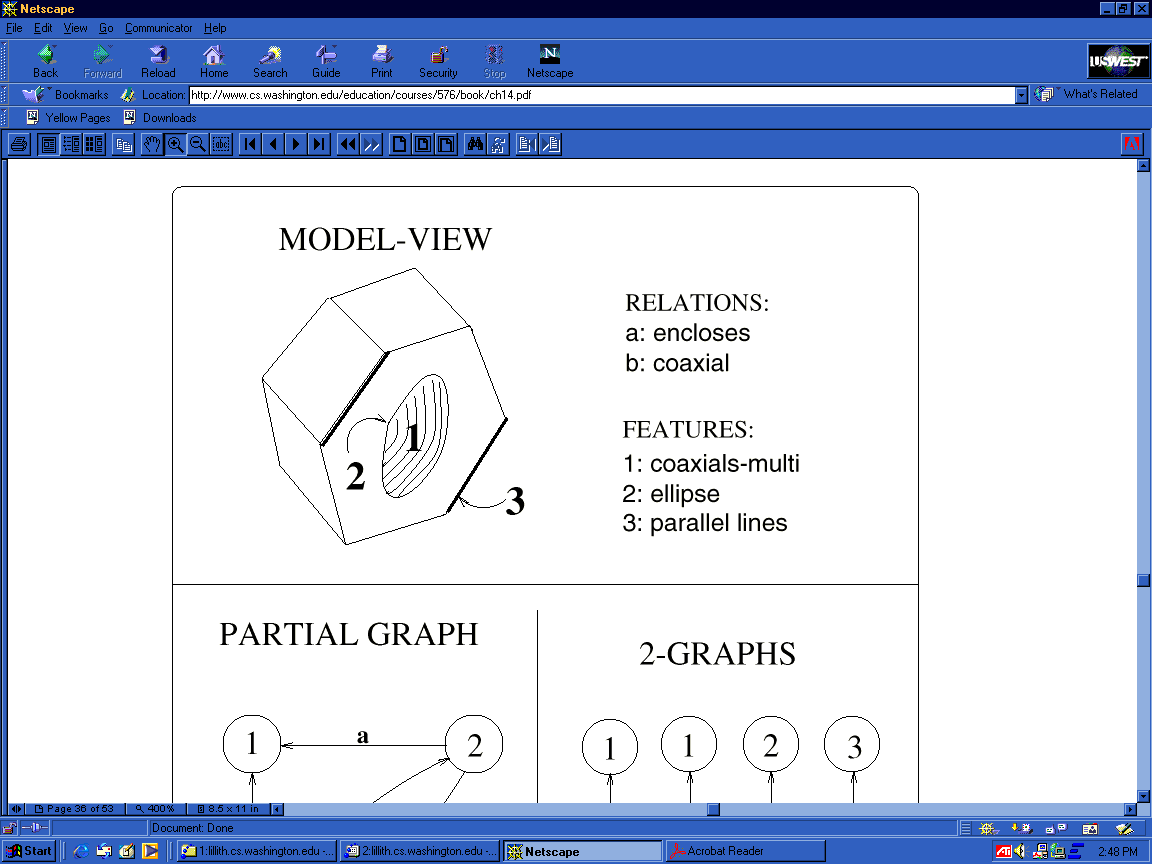 Netscape
File Edit View Go Communicator Help
Back Forward Reload Home Search Guide Print Security Stop Netscape
N
USWEST
Bookmarks Location: http://www.cs.washington.edu/education/courses/576/book/ch14.pdf What's Related
Yellow Pages Downloads
MODEL-VIEW
RELATIONS:
a: encloses
b: coaxial
FEATURES:
1: coaxials-multi
2: ellipse
3: parallel lines
1
2
3
PARTIAL GRAPH
2-GRAPHS
1 a 2
1 1 2 3
Page 36 of 53 400% 8.5 x 11 in
Document: Done
Start 1:lillith.cs.washington.edu -... 2:lillith.cs.washington.edu -... Netscape Acrobat Reader ATI 2:48 PM